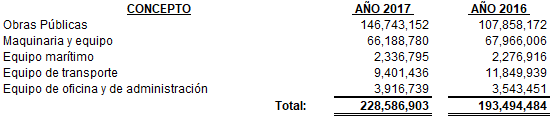 CONCEPTO AÑO 2017 AÑO 2016
Obras Públicas 146,743,152 107,858,172
Maquinaria y equipo 66,188,780 67,966,006
Equipo marítimo 2,336,795 2,276,916
Equipo de transporte 9,401,436 11,849,939
Equipo de oficina y de administración 3,916,739 3,543,451
Total: 228,586,903 193,494,484